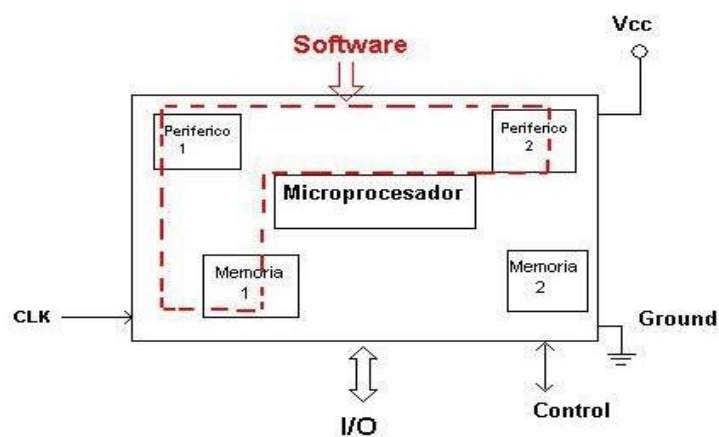 Vcc
Software
Periferico
1
Periferico
2
Microprocesador
Memoria
1
Memoria
2
CLK
Ground
Control
I/O